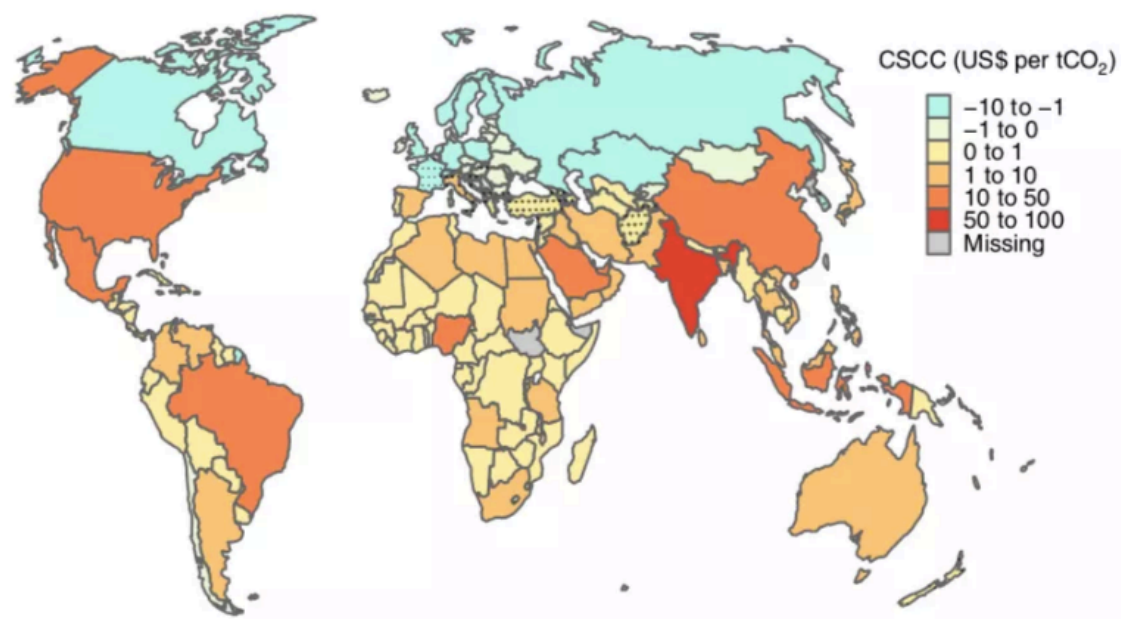 CSCC (US$ per tCO₂)
−10 to −1
−1 to 0
0 to 1
1 to 10
10 to 50
50 to 100
Missing